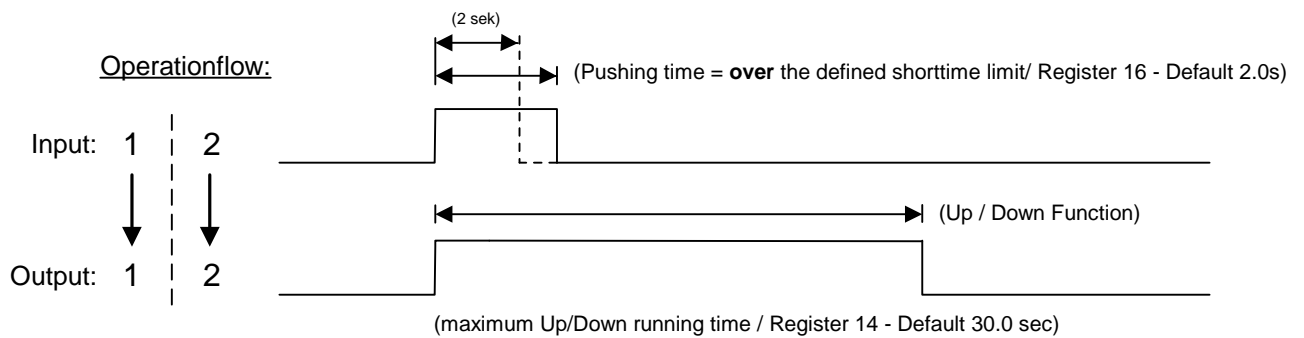 (2 sek)
Operationflow:
(Pushing time = over the defined shorttime limit/ Register 16 - Default 2.0s)
Input: 1 2
(Up / Down Function)
Output: 1 2
(maximum Up/Down running time / Register 14 - Default 30.0 sec)